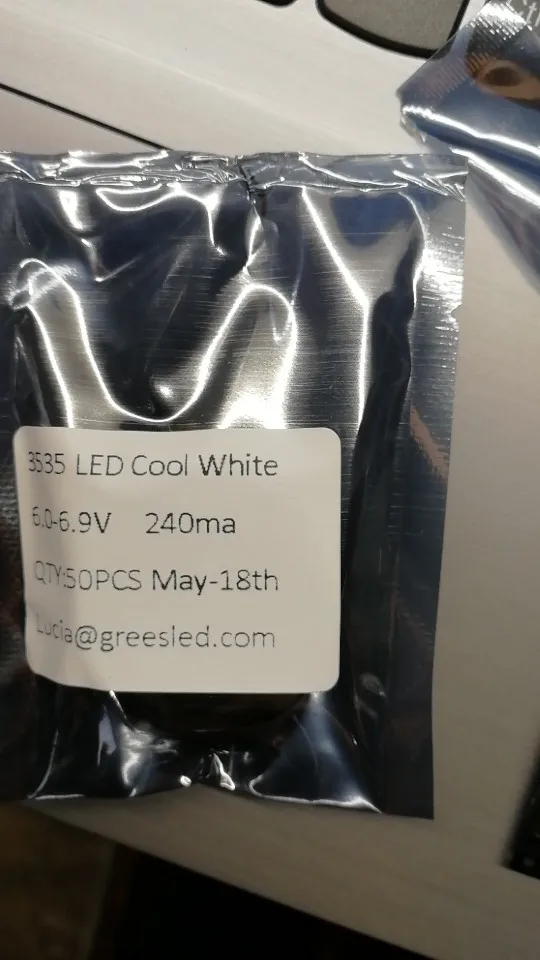 3535 LED Cool White
6.0-6.9V 240ma
QTY:50PCS May-18th
Lucia@greesled.com